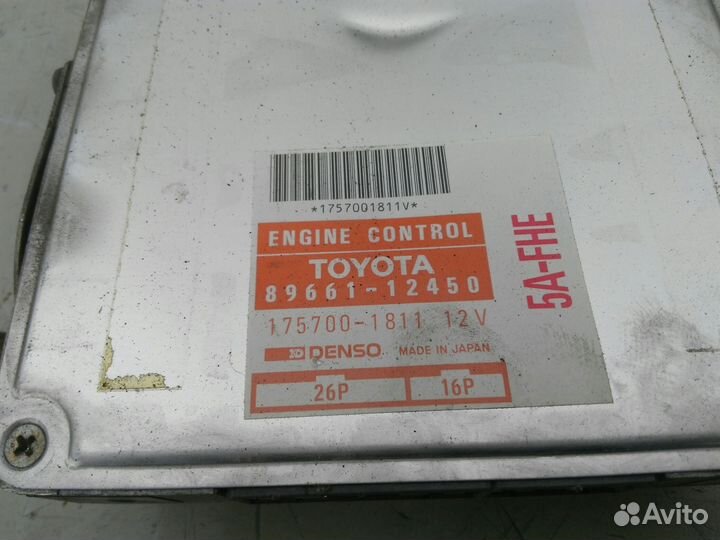 *1757001811V*
ENGINE CONTROL
TOYOTA
89661-12450
175700-1811 12V
DENSO MADE IN JAPAN
26P 16P
5A-FHE
Avito